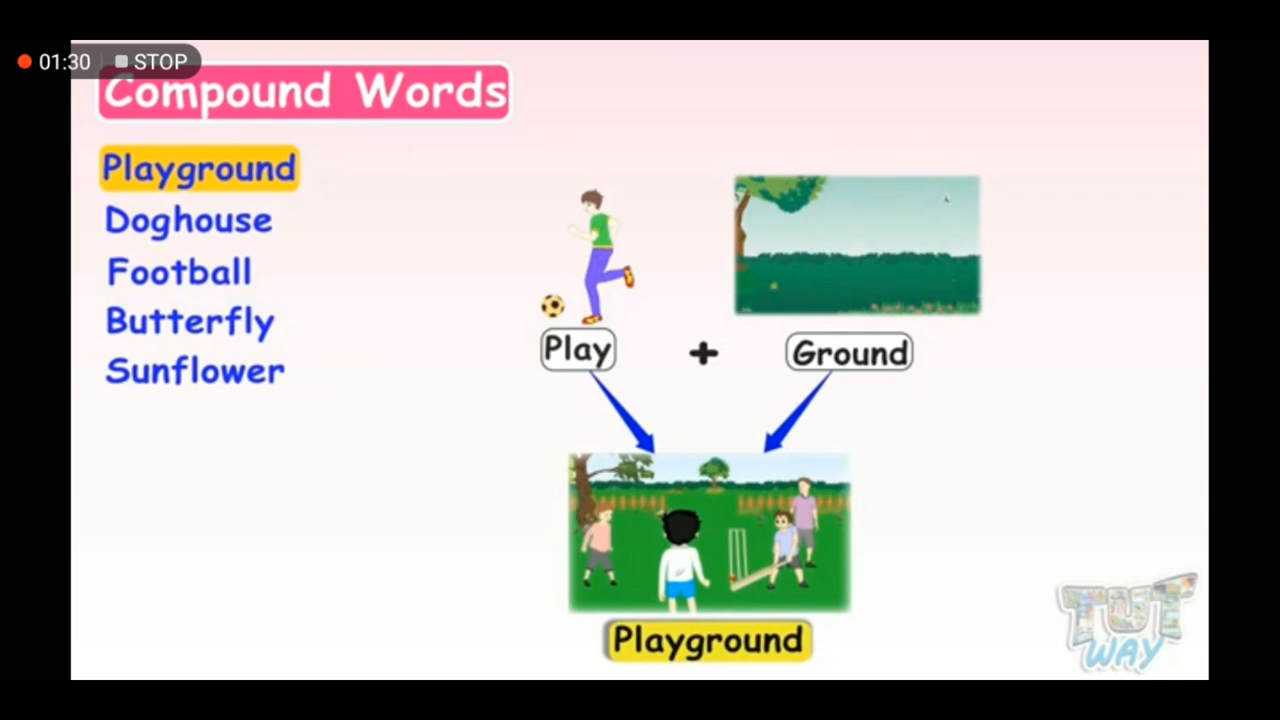 01:30 STOP
Compound Words
Playground
Doghouse
Football
Butterfly
Sunflower
Play + Ground
Playground
TUT
WAY